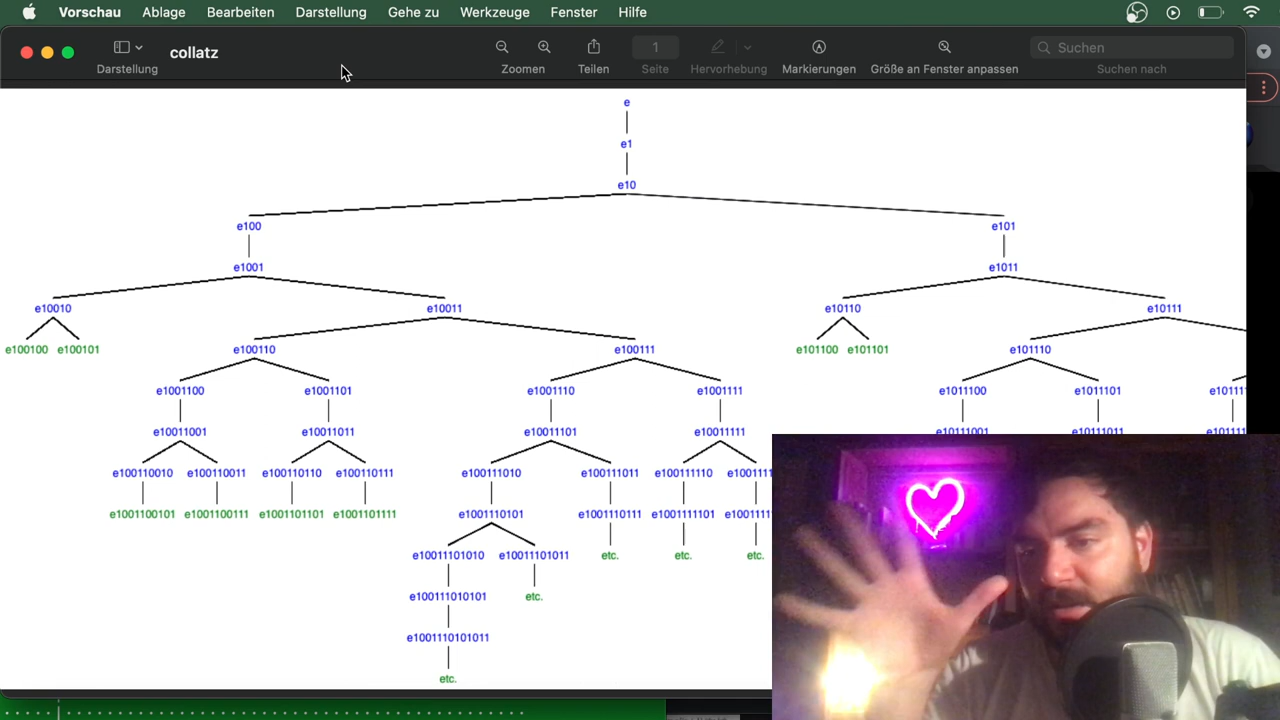 Vorschau Ablage Bearbeiten Darstellung Gehe zu Werkzeuge Fenster Hilfe
collatz
1
Suchen
Darstellung Zoomen Teilen Seite Hervorhebung Markierungen Größe an Fenster anpassen Suchen nach
e
e1
e10
e100 e101
e1001 e1011
e10010 e10011 e10110 e10111
e100100 e100101 e100110 e100111 e101100 e101101 e101110
e1001100 e1001101 e1001110 e1001111 e1011100 e1011101
e10011001 e10011011 e10011101 e10011111 e10111001 e10111011
e100110010 e100110011 e100110110 e100110111 e100111010 e100111011 e100111110
e1001100101 e1001100111 e1001101101 e1001101111 e1001110101 e1001110111 e1001111101
e10011101010 e10011101011 etc. etc. etc.
e100111010101 etc.
e1001110101011
etc.